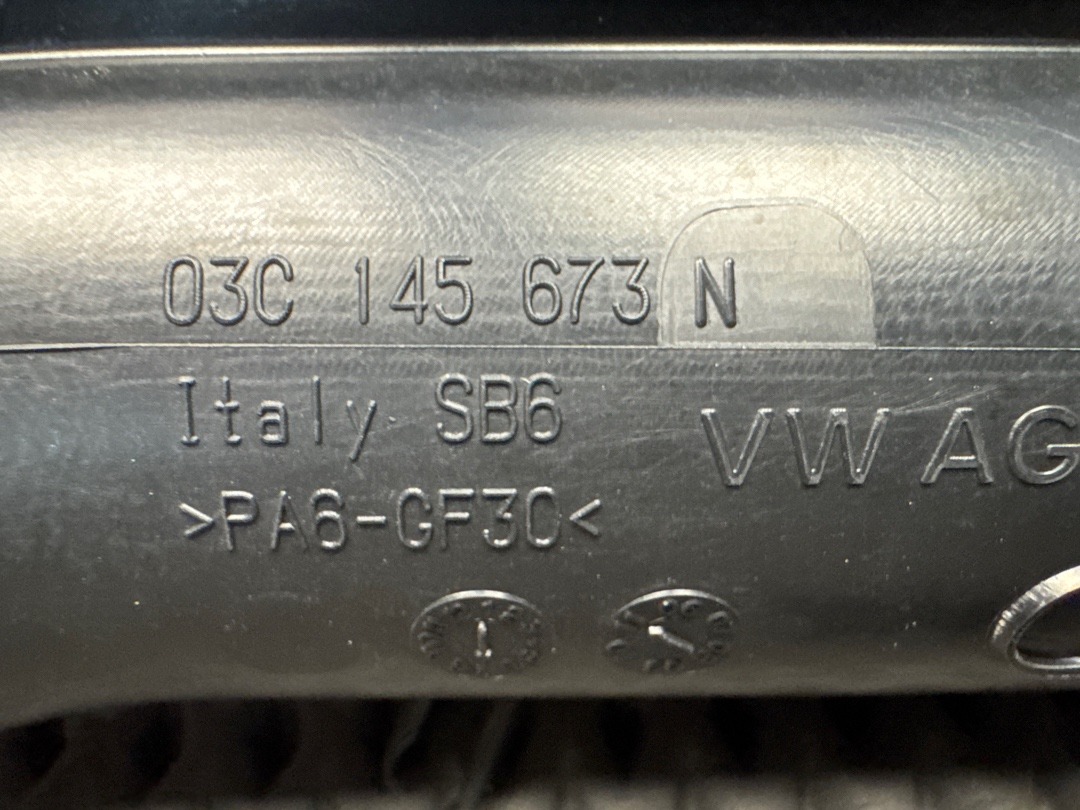 03C 145 673 N
Italy SB6
VW AG
>PA6-GF30<